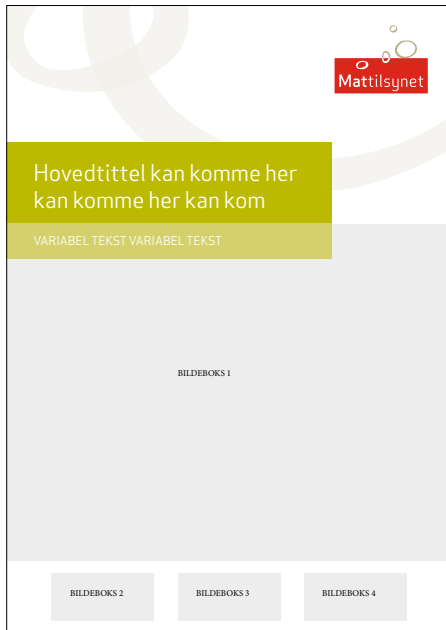 Mattilsynet
Hovedtittel kan komme her
kan komme her kan kom
VARIABEL TEKST VARIABEL TEKST
BILDEBOKS 1
BILDEBOKS 2
BILDEBOKS 3
BILDEBOKS 4